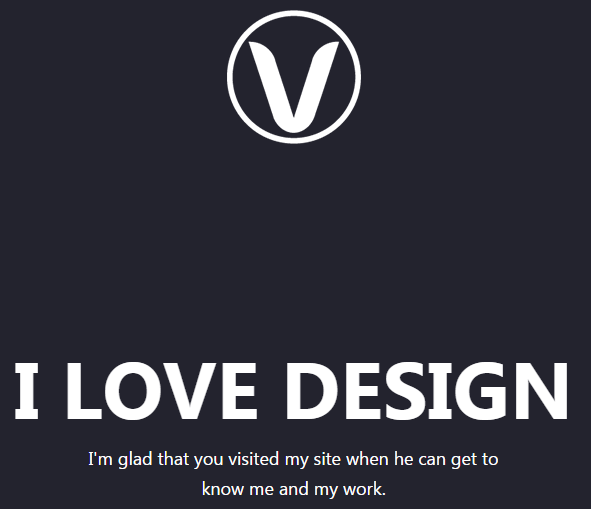 V
I LOVE DESIGN
I'm glad that you visited my site when he can get to
know me and my work.